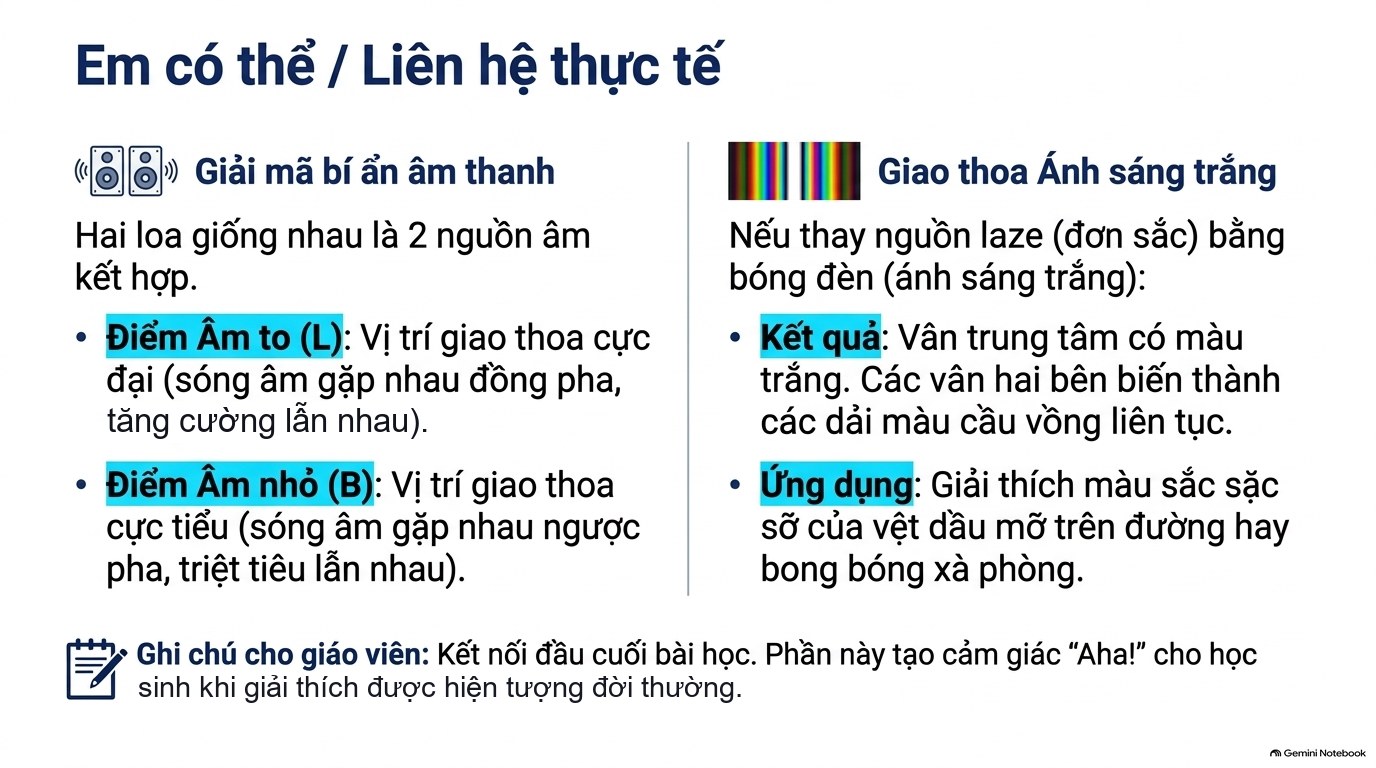 Em có thể / Liên hệ thực tế
Giải mã bí ẩn âm thanh
Hai loa giống nhau là 2 nguồn âm
kết hợp.
• Điểm Âm to (L): Vị trí giao thoa cực
đại (sóng âm gặp nhau đồng pha,
tăng cường lẫn nhau).
• Điểm Âm nhỏ (B): Vị trí giao thoa
cực tiểu (sóng âm gặp nhau ngược
pha, triệt tiêu lẫn nhau).
Giao thoa Ánh sáng trắng
Nếu thay nguồn laze (đơn sắc) bằng
bóng đèn (ánh sáng trắng):
• Kết quả: Vân trung tâm có màu
trắng. Các vân hai bên biến thành
các dải màu cầu vồng liên tục.
• Ứng dụng: Giải thích màu sắc sặc
sỡ của vệt dầu mỡ trên đường hay
bong bóng xà phòng.
Ghi chú cho giáo viên: Kết nối đầu cuối bài học. Phần này tạo cảm giác “Aha!” cho học
sinh khi giải thích được hiện tượng đời thường.
Gemini Notebook